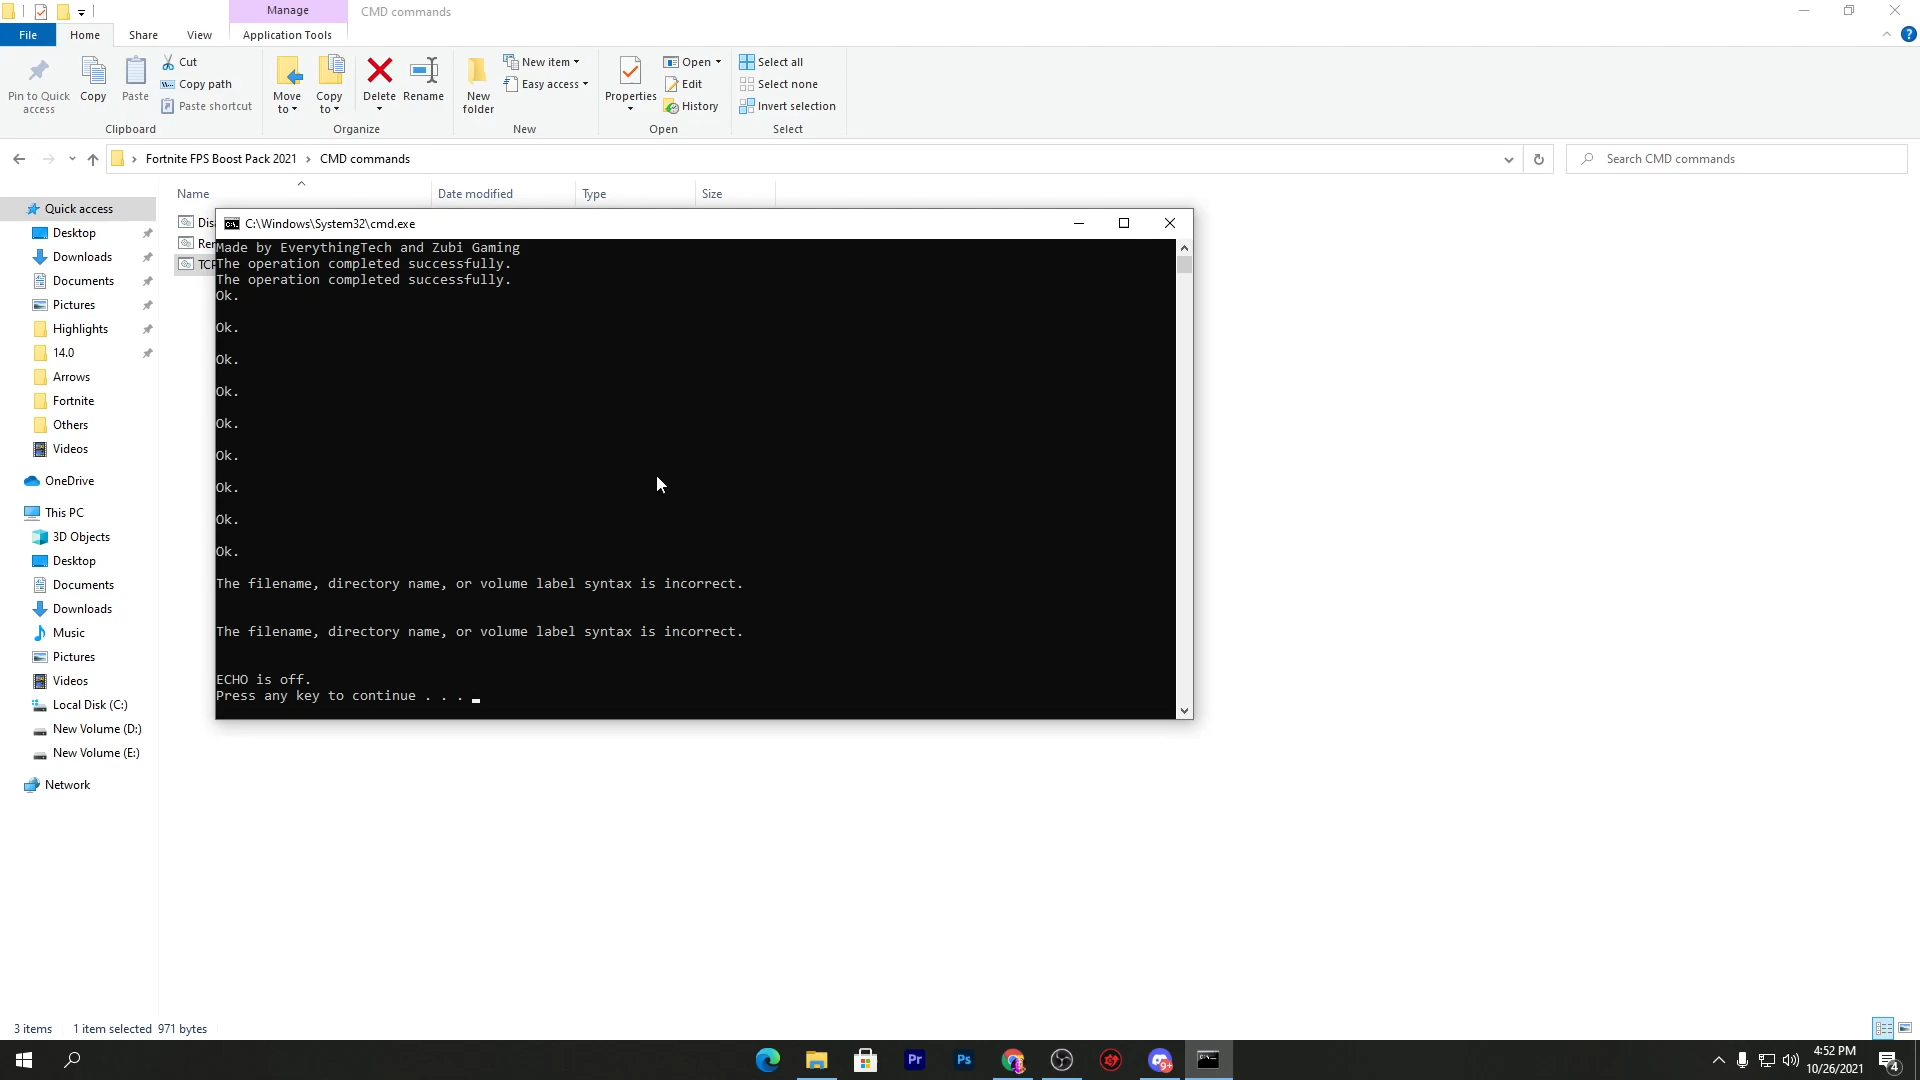 Manage
CMD commands
File
Home
Share
View
Application Tools
Pin to Quick access
Copy
Paste
Cut
Copy path
Paste shortcut
Clipboard
Move to
Copy to
Delete
Rename
Organize
New folder
New item
Easy access
New
Properties
Open
Edit
History
Open
Select all
Select none
Invert selection
Select
Fortnite FPS Boost Pack 2021 › CMD commands
Search CMD commands
Name
Date modified
Type
Size
Quick access
Desktop
Downloads
Documents
Pictures
Highlights
14.0
Arrows
Fortnite
Others
Videos
OneDrive
This PC
3D Objects
Desktop
Documents
Downloads
Music
Pictures
Videos
Local Disk (C:)
New Volume (D:)
New Volume (E:)
Network
C:\Windows\System32\cmd.exe
Made by EverythingTech and Zubi Gaming
The operation completed successfully.
The operation completed successfully.
Ok.
Ok.
Ok.
Ok.
Ok.
Ok.
Ok.
Ok.
Ok.
The filename, directory name, or volume label syntax is incorrect.
The filename, directory name, or volume label syntax is incorrect.
ECHO is off.
Press any key to continue . . .
3 items
1 item selected 971 bytes
Pr
Ps
9+
4:52 PM
10/26/2021
4